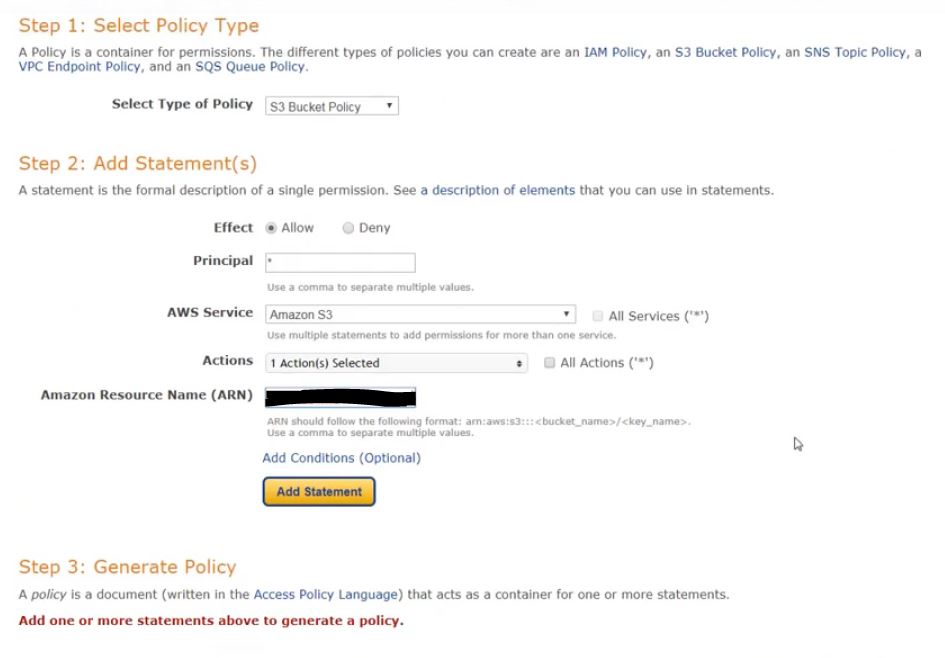 Step 1: Select Policy Type
A Policy is a container for permissions. The different types of policies you can create are an IAM Policy, an S3 Bucket Policy, an SNS Topic Policy, a
VPC Endpoint Policy, and an SQS Queue Policy.
Select Type of Policy S3 Bucket Policy
Step 2: Add Statement(s)
A statement is the formal description of a single permission. See a description of elements that you can use in statements.
Effect Allow Deny
Principal *
Use a comma to separate multiple values.
AWS Service Amazon S3 All Services ('*')
Use multiple statements to add permissions for more than one service.
Actions 1 Action(s) Selected All Actions ('*')
Amazon Resource Name (ARN)
ARN should follow the following format: arn:aws:s3:::<bucket_name>/<key_name>.
Use a comma to separate multiple values.
Add Conditions (Optional)
Add Statement
Step 3: Generate Policy
A policy is a document (written in the Access Policy Language) that acts as a container for one or more statements.
Add one or more statements above to generate a policy.